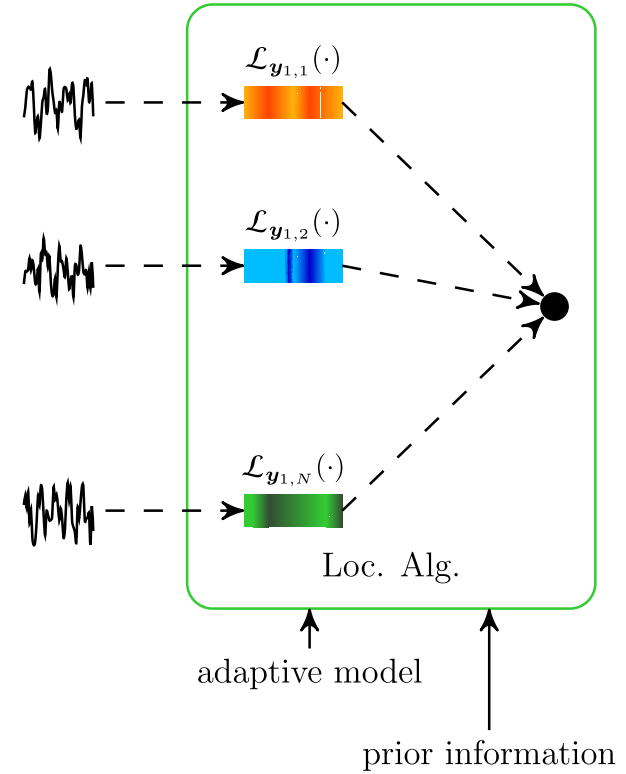 𝓛_{𝒚_{1,1}}(·)
𝓛_{𝒚_{1,2}}(·)
𝓛_{𝒚_{1,N}}(·)
Loc. Alg.
adaptive model
prior information